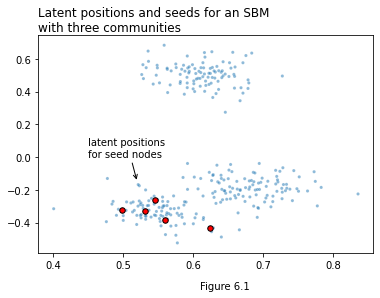 Latent positions and seeds for an SBM
with three communities
0.6
0.4
0.2
0.0
−0.2
−0.4
latent positions
for seed nodes
0.4 0.5 0.6 0.7 0.8
Figure 6.1